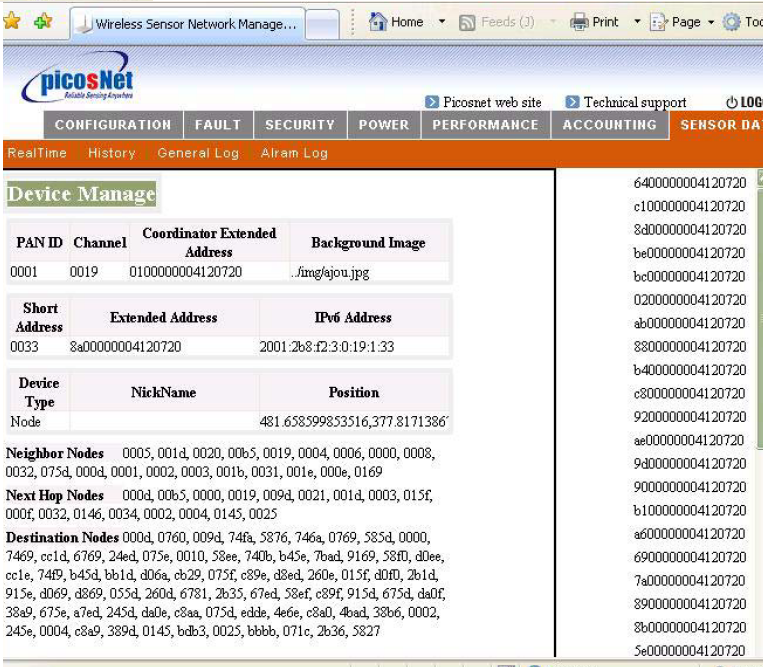 Wireless Sensor Network Manage...
Home
Feeds (J)
Print
Page
picosNet
Reliable Sensing Anywhere
Picosnet web site
Technical support
CONFIGURATION
FAULT
SECURITY
POWER
PERFORMANCE
ACCOUNTING
SENSOR
RealTime
History
General Log
Alram Log
Device Manage
PAN ID Channel Coordinator Extended Address Background Image
0001 0019 0100000004120720 ../img/ajou.jpg
Short Address Extended Address IPv6 Address
0033 8a00000004120720 2001:2b8:f2:3:0:19:1:33
Device Type NickName Position
Node 481.658599853516,377.8171386
Neighbor Nodes 0005, 001d, 0020, 00b5, 0019, 0004, 0006, 0000, 0008,
0032, 075d, 000d, 0001, 0002, 0003, 001b, 0031, 001e, 000e, 0169
Next Hop Nodes 000d, 00b5, 0000, 0019, 009d, 0021, 001d, 0003, 015f,
000f, 0032, 0146, 0034, 0002, 0004, 0145, 0025
Destination Nodes 000d, 0760, 009d, 74fa, 5876, 746a, 0769, 585d, 0000,
7469, cc1d, 6769, 24ed, 075e, 0010, 58ee, 740b, b45e, 7bad, 9169, 58f0, d0ee,
cc1e, 74f9, b45d, bb1d, d06a, cb29, 075f, c89e, d8ed, 260e, 015f, d0f0, 2b1d,
915e, d069, d869, 055d, 260d, 6781, 2b35, 67ed, 58ef, c89f, 915d, 675d, da0f,
38a9, 675e, a7ed, 245d, da0e, c8aa, 075d, edde, 4e6e, c8a0, 4bad, 38b6, 0002,
245e, 0004, c8a9, 389d, 0145, bdb3, 0025, bbbb, 071c, 2b36, 5827
6400000004120720
c100000004120720
8d00000004120720
be00000004120720
bc00000004120720
0200000004120720
ab00000004120720
8800000004120720
b400000004120720
c800000004120720
9200000004120720
ae00000004120720
9d00000004120720
9000000004120720
b100000004120720
a600000004120720
6900000004120720
7a00000004120720
8900000004120720
8b00000004120720
5e00000004120720